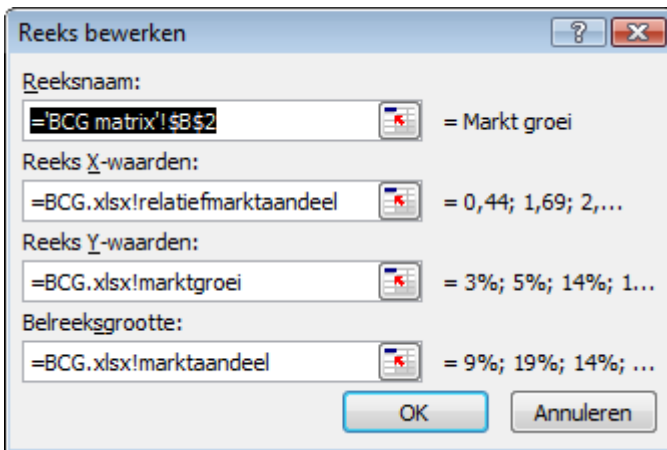 Reeks bewerken
Reeksnaam:
='BCG matrix'!$B$2 = Markt groei
Reeks X-waarden:
=BCG.xlsx!relatiefmarktaandeel = 0,44; 1,69; 2,...
Reeks Y-waarden:
=BCG.xlsx!marktgroei = 3%; 5%; 14%; 1...
Belreeksgrootte:
=BCG.xlsx!marktaandeel = 9%; 19%; 14%; ...
OK Annuleren